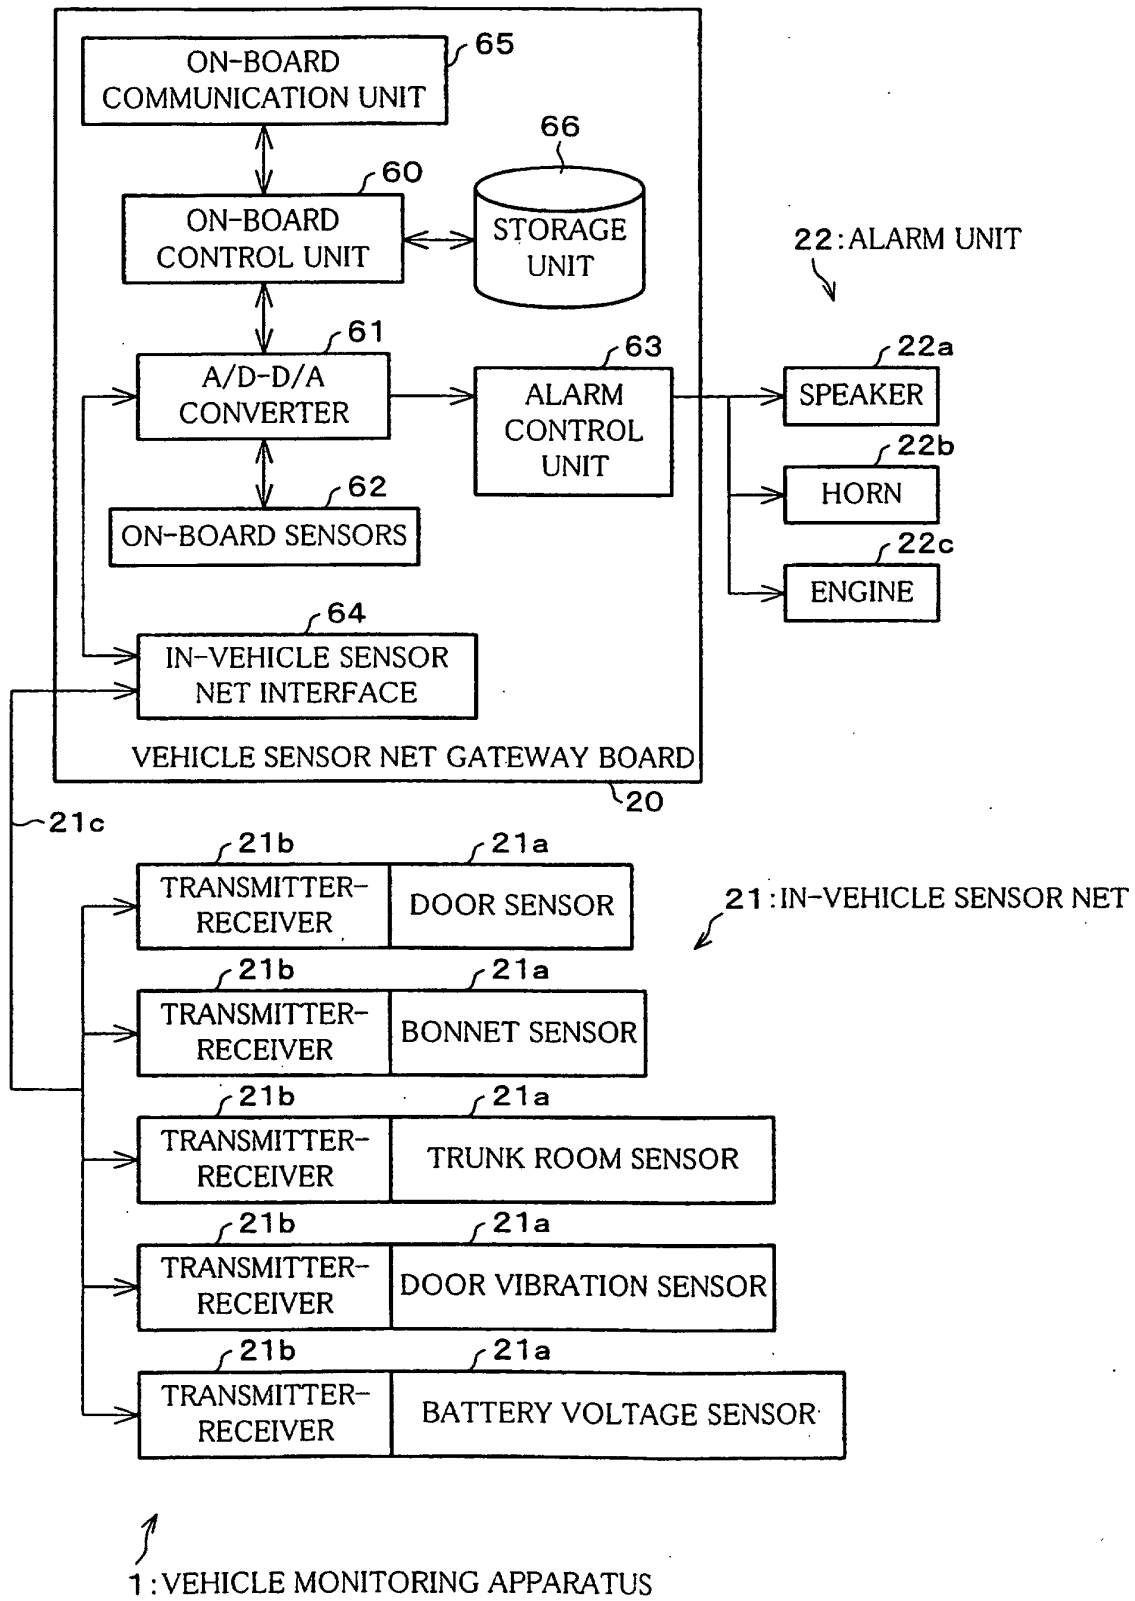 65
ON-BOARD
COMMUNICATION UNIT
66
60
ON-BOARD
CONTROL UNIT
STORAGE
UNIT
22:ALARM UNIT
61
A/D-D/A
CONVERTER
63
ALARM
CONTROL
UNIT
22a
SPEAKER
22b
HORN
22c
ENGINE
62
ON-BOARD SENSORS
64
IN-VEHICLE SENSOR
NET INTERFACE
VEHICLE SENSOR NET GATEWAY BOARD
20
21c
21b
21a
TRANSMITTER-
RECEIVER
DOOR SENSOR
21:IN-VEHICLE SENSOR NET
21b
21a
TRANSMITTER-
RECEIVER
BONNET SENSOR
21b
21a
TRANSMITTER-
RECEIVER
TRUNK ROOM SENSOR
21b
21a
TRANSMITTER-
RECEIVER
DOOR VIBRATION SENSOR
21b
21a
TRANSMITTER-
RECEIVER
BATTERY VOLTAGE SENSOR
1:VEHICLE MONITORING APPARATUS